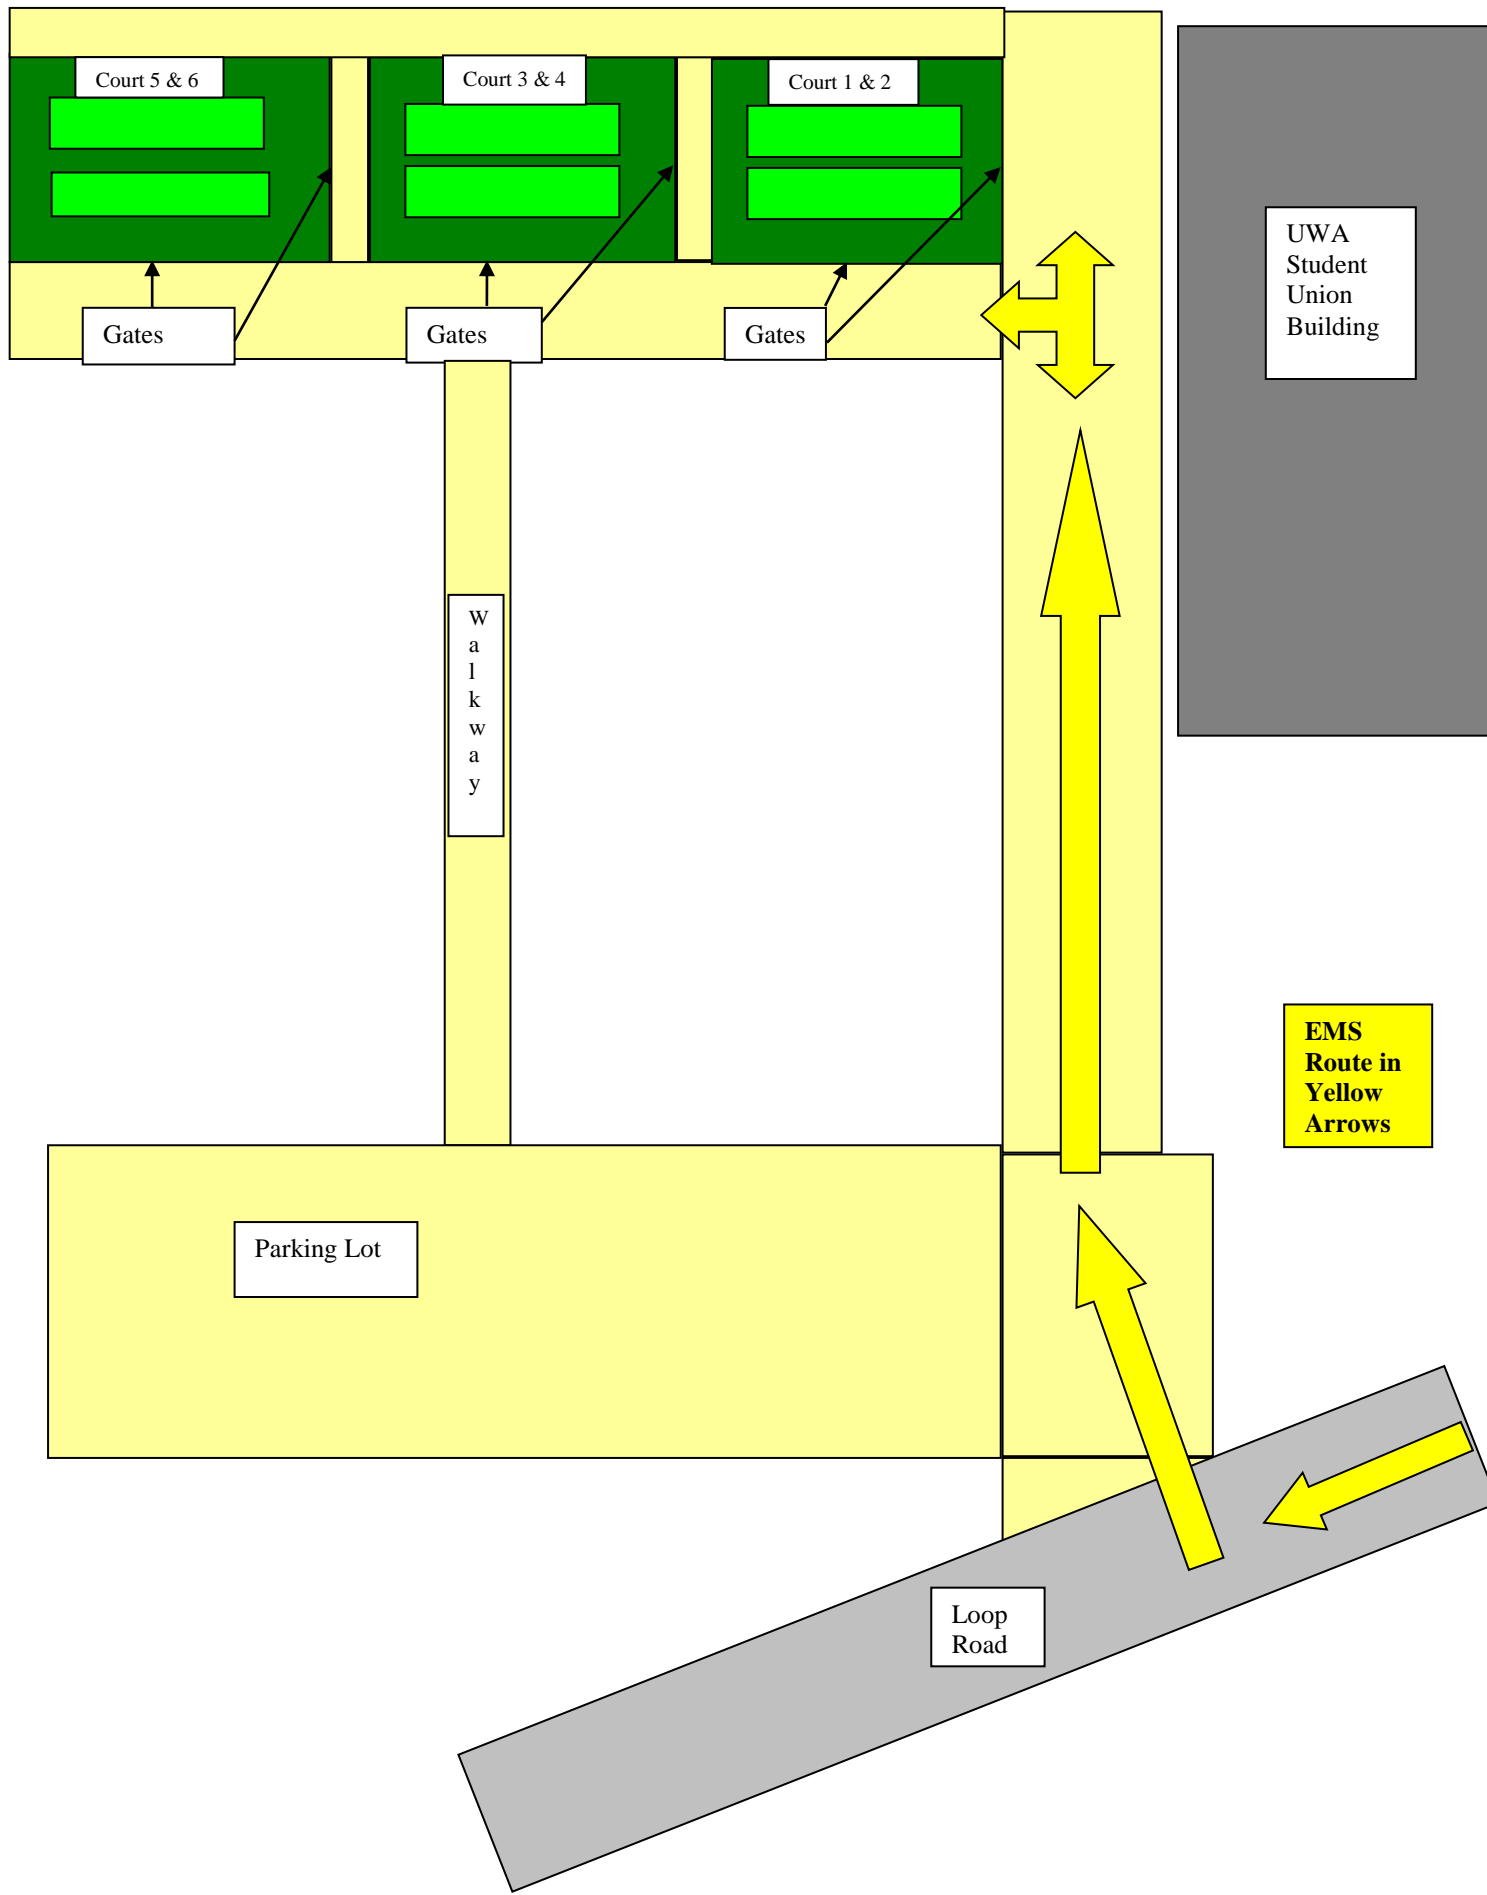 Court 5 & 6
Court 3 & 4
Court 1 & 2
UWA
Student
Union
Building
Gates
Gates
Gates
W
a
l
k
w
a
y
EMS
Route in
Yellow
Arrows
Parking Lot
Loop
Road